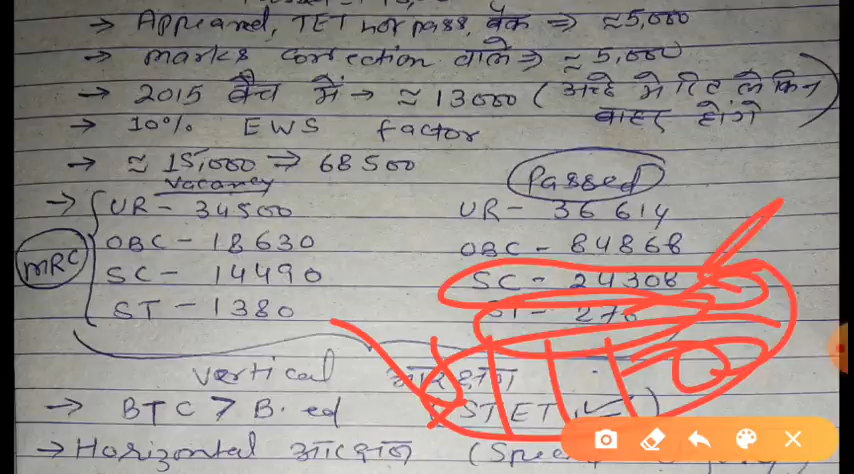 → Appeared, TET not pass, बैक ⇒ ≈5,000
→ marks correction वाले ⇒ ≈5,000
→ 2015 बैच में → ≈13000 (अच्छे मेरिट लेकिन
बाहर होंगे)
→ 10% EWS factor
→ ≈15,000 ⇒ 68500
vacancy Passed
→ UR - 34500 UR - 36614
OBC - 18630 OBC - 84868
MRC SC - 14490 SC - 24308
ST - 1380 ST - 270
vertical आरक्षण
→ BTC > B.ed (STET ✓)
→ Horizontal आरक्षण